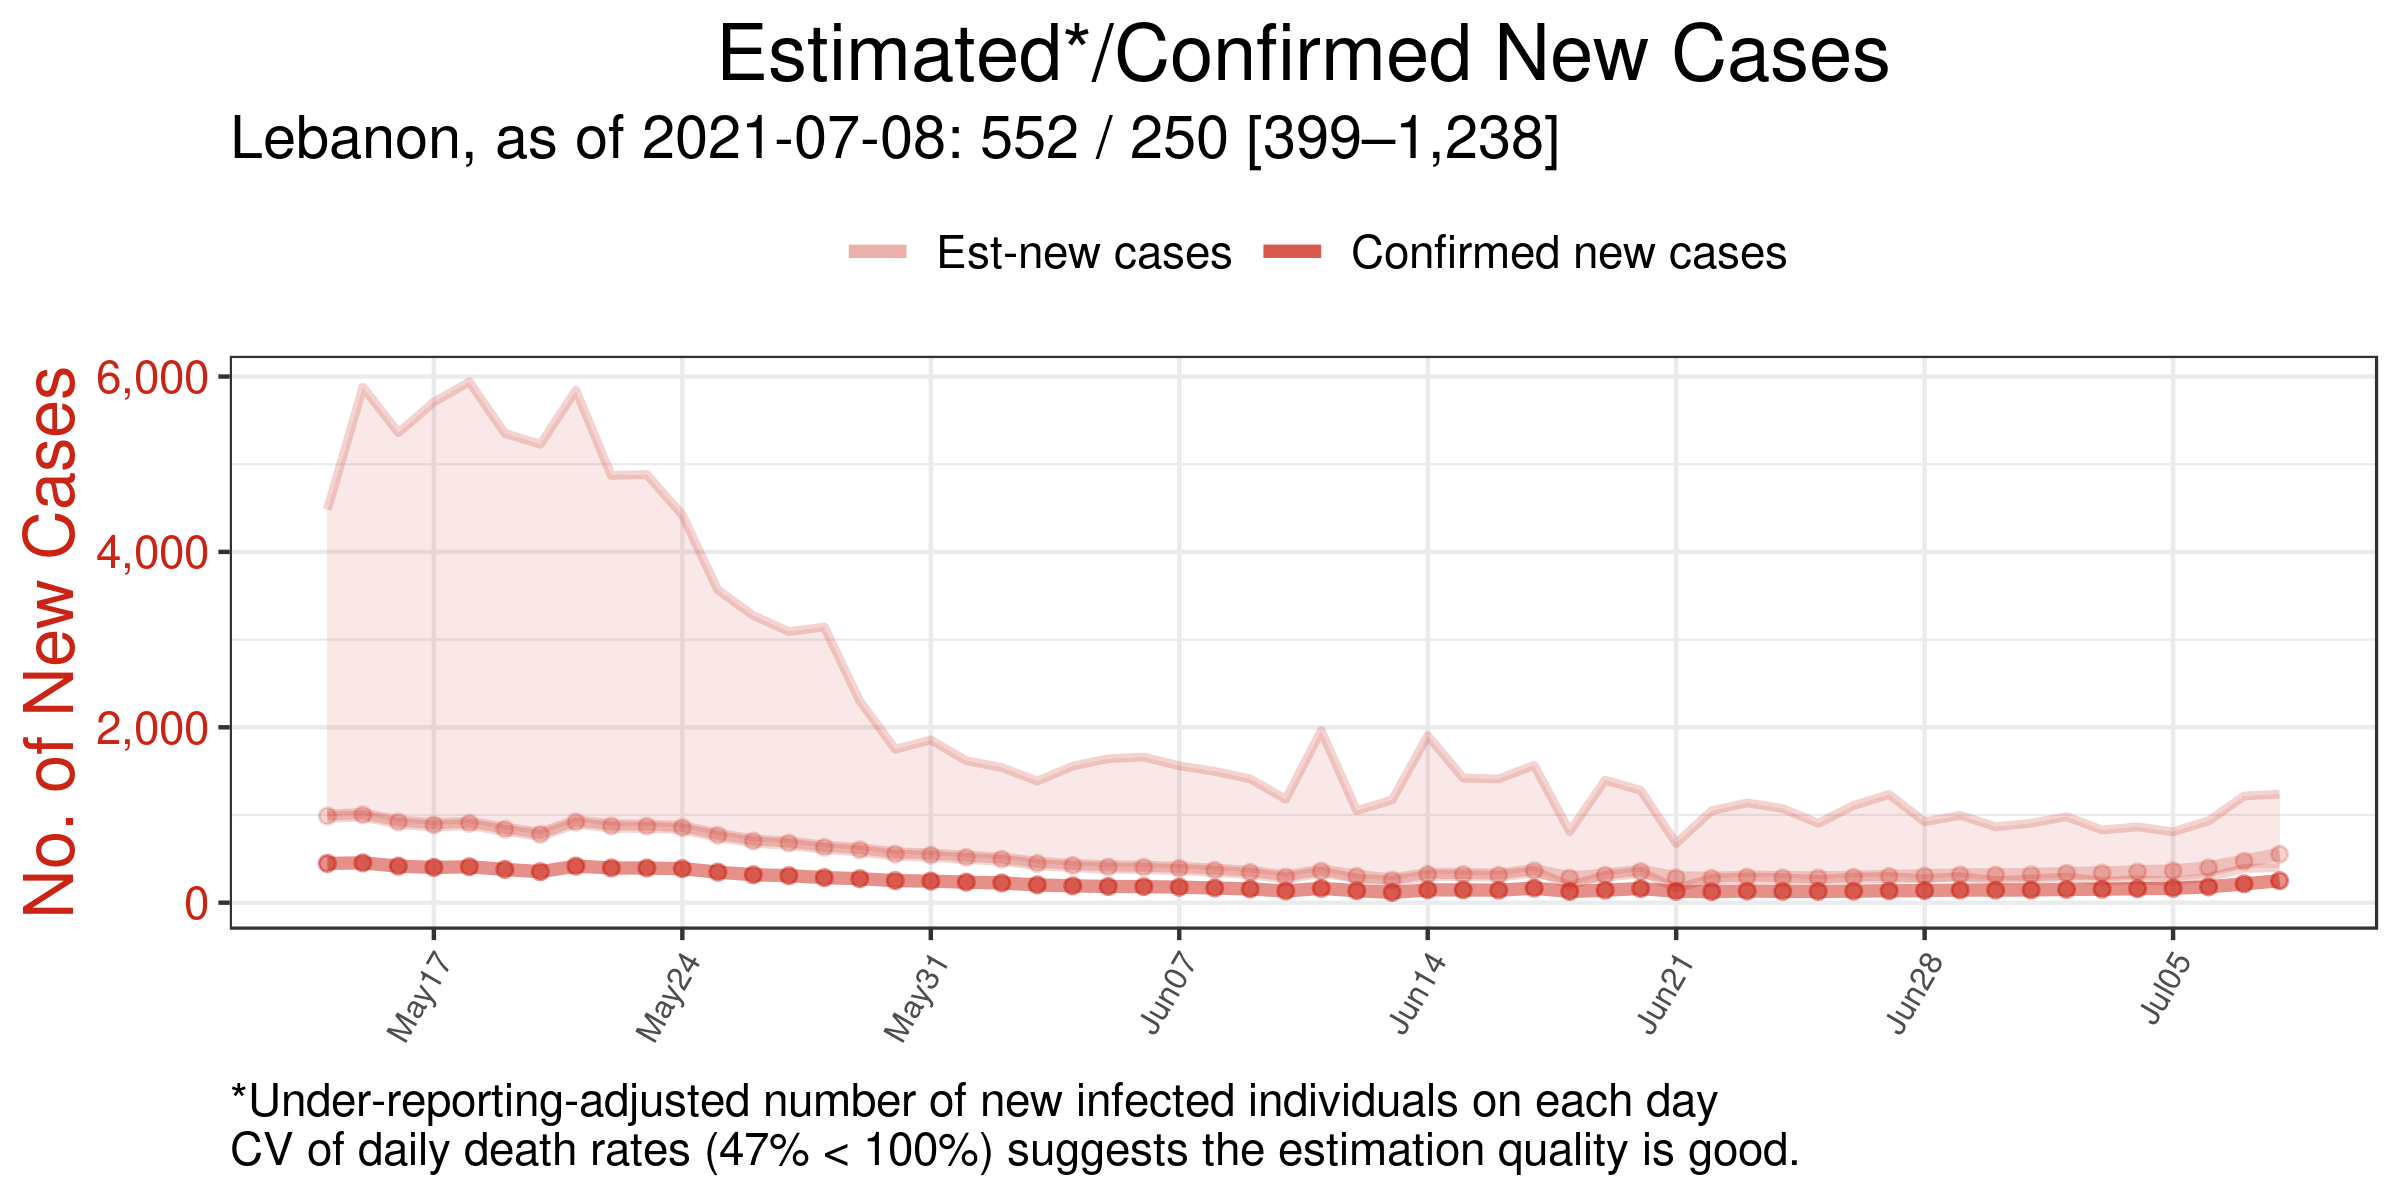 Estimated*/Confirmed New Cases
Lebanon, as of 2021-07-08: 552 / 250 [399–1,238]
Est-new cases
Confirmed new cases
No. of New Cases
6,000
4,000
2,000
0
May17
May24
May31
Jun07
Jun14
Jun21
Jun28
Jul05
*Under-reporting-adjusted number of new infected individuals on each day
CV of daily death rates (47% < 100%) suggests the estimation quality is good.